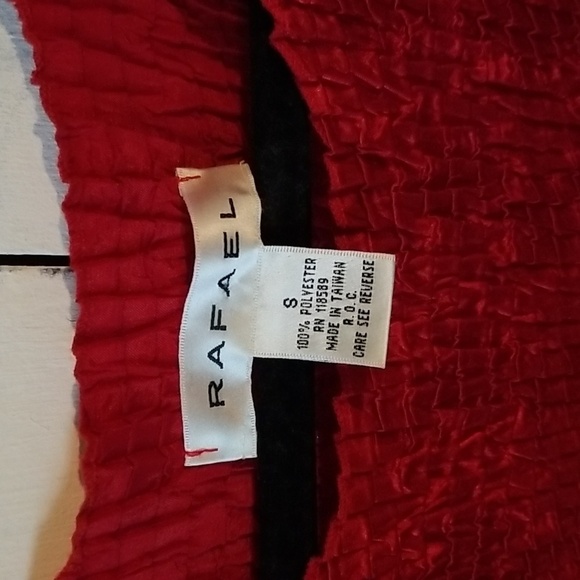 RAFAEL
S
100% POLYESTER
RN 118589
MADE IN TAIWAN
R.O.C.
CARE SEE REVERSE